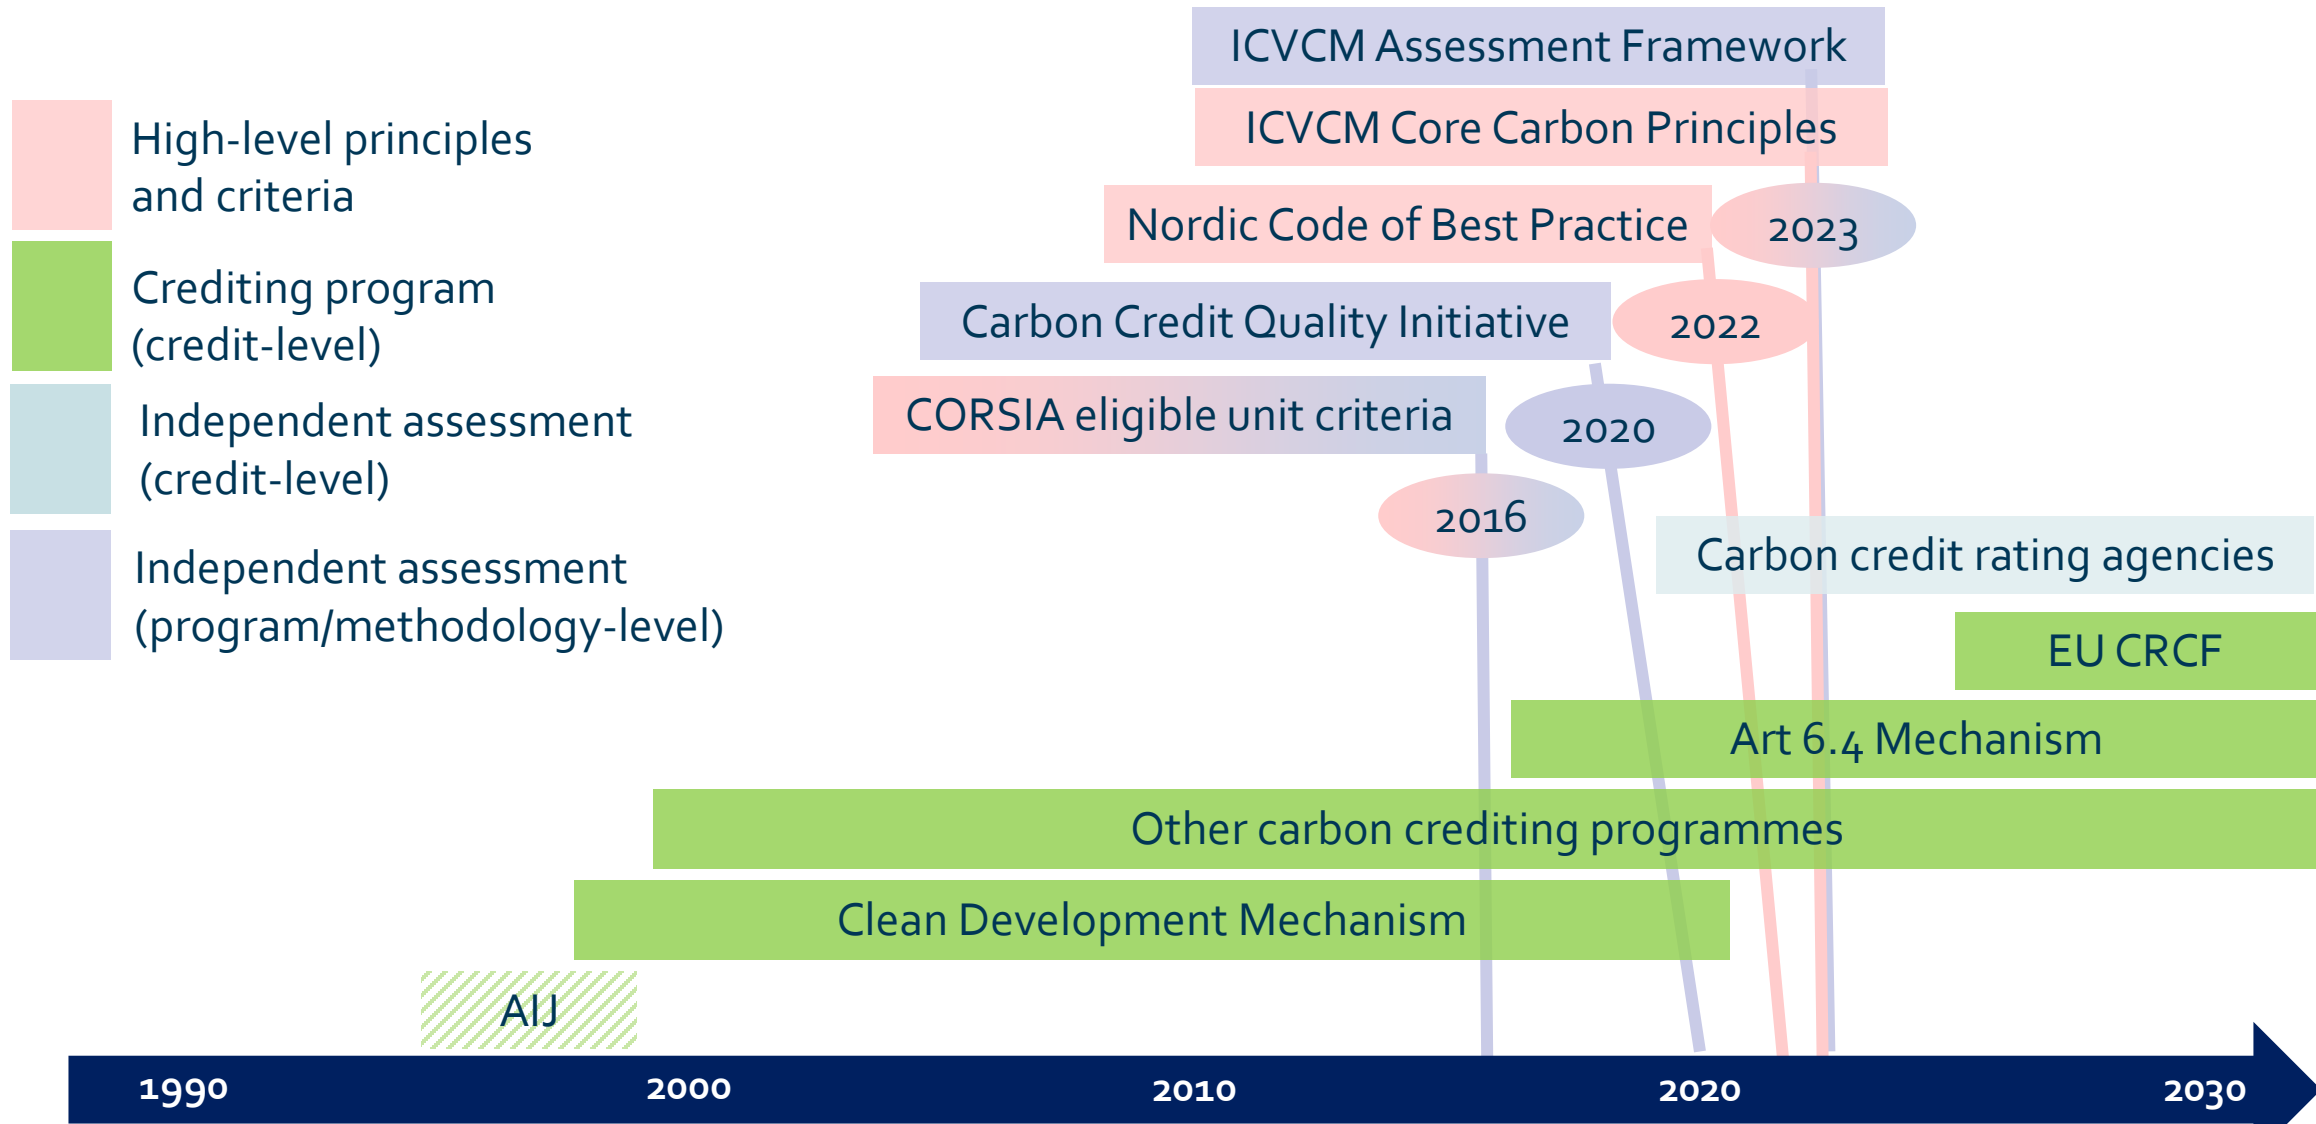 High-level principles
and criteria
Crediting program
(credit-level)
Independent assessment
(credit-level)
Independent assessment
(program/methodology-level)
ICVCM Assessment Framework
ICVCM Core Carbon Principles
Nordic Code of Best Practice
2023
Carbon Credit Quality Initiative
2022
CORSIA eligible unit criteria
2020
2016
Carbon credit rating agencies
EU CRCF
Art 6.4 Mechanism
Other carbon crediting programmes
Clean Development Mechanism
AIJ
1990
2000
2010
2020
2030